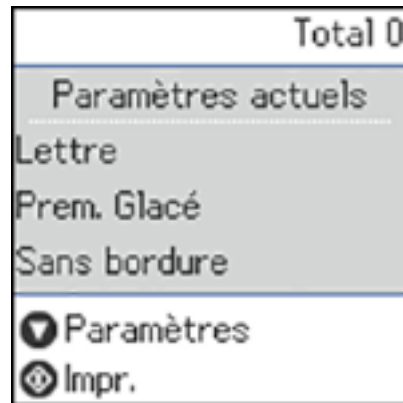 Total 0
Paramètres actuels
Lettre
Prem. Glacé
Sans bordure
Paramètres
Impr.